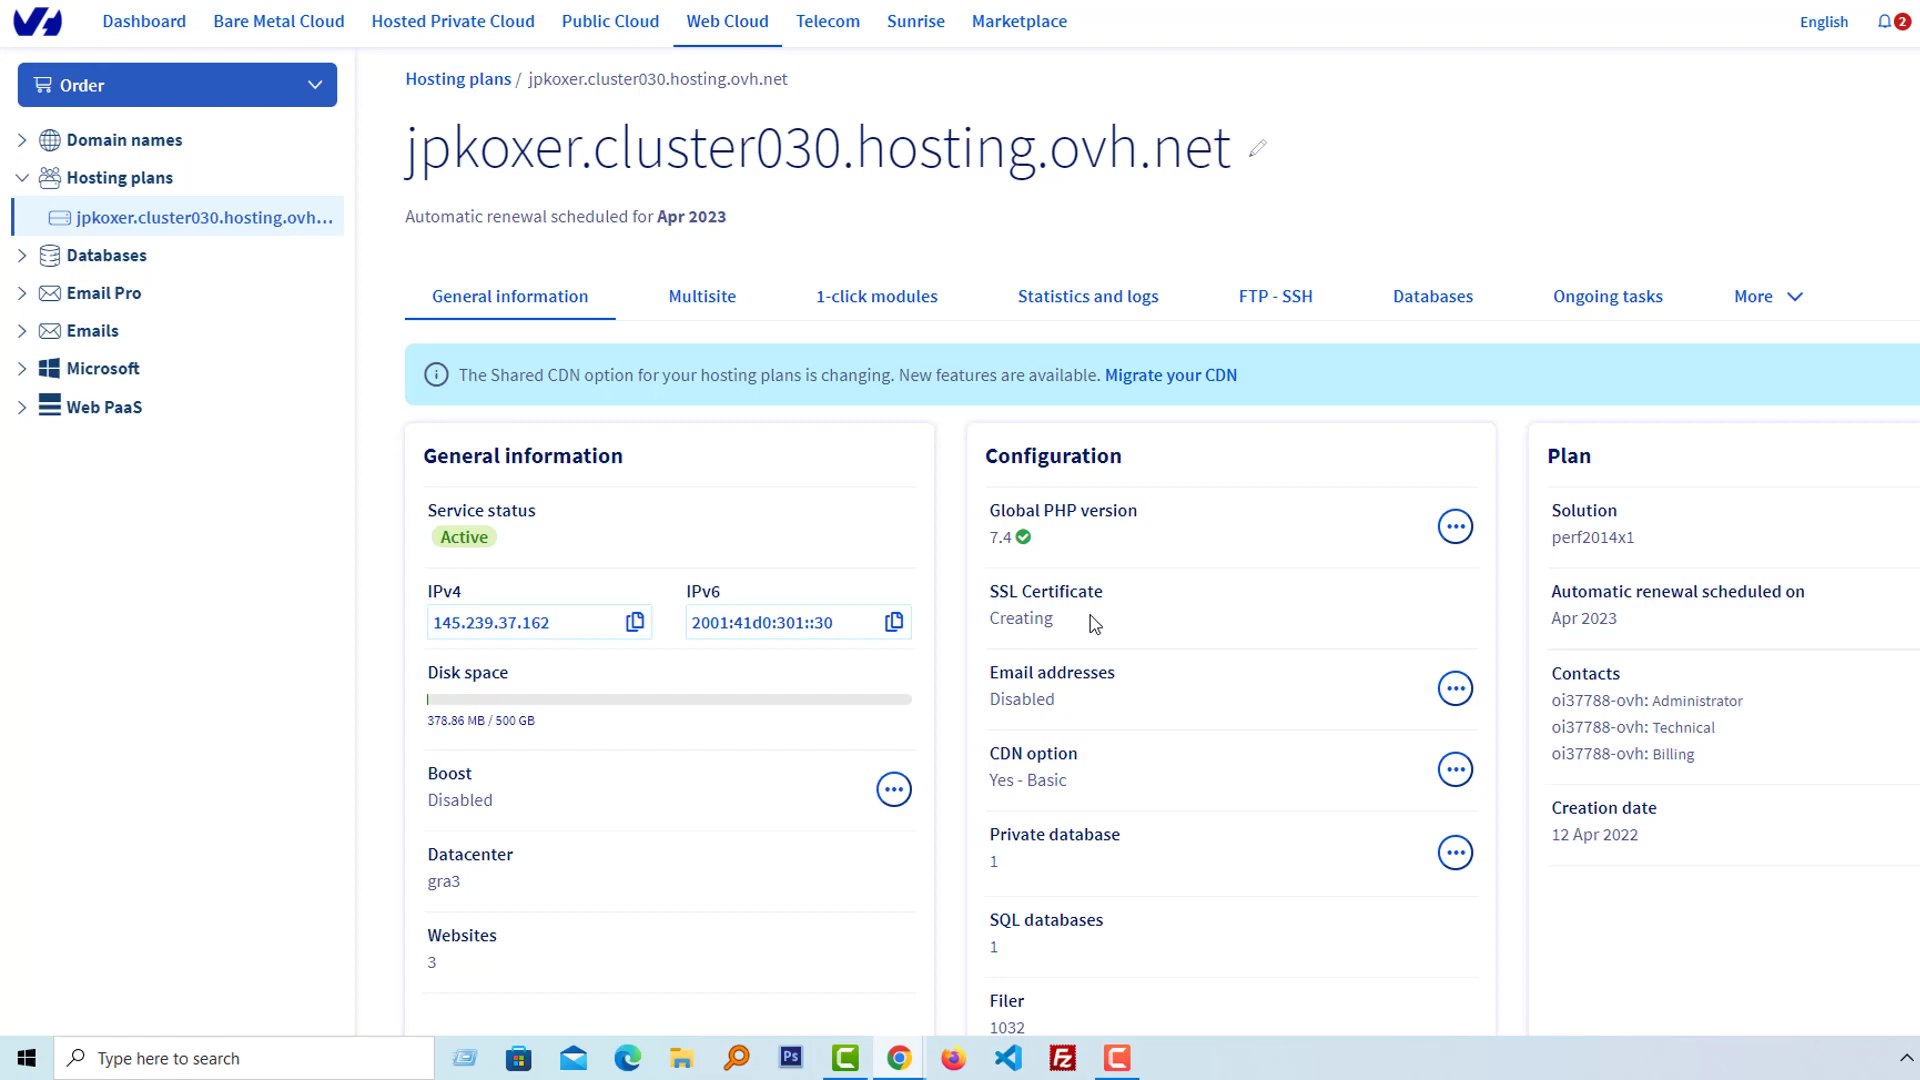 Dashboard
Bare Metal Cloud
Hosted Private Cloud
Public Cloud
Web Cloud
Telecom
Sunrise
Marketplace
English
2
Order
Domain names
Hosting plans
jpkoxer.cluster030.hosting.ovh...
Databases
Email Pro
Emails
Microsoft
Web PaaS
Hosting plans / jpkoxer.cluster030.hosting.ovh.net
jpkoxer.cluster030.hosting.ovh.net
Automatic renewal scheduled for Apr 2023
General information
Multisite
1-click modules
Statistics and logs
FTP - SSH
Databases
Ongoing tasks
More
The Shared CDN option for your hosting plans is changing. New features are available. Migrate your CDN
General information
Service status
Active
IPv4
145.239.37.162
IPv6
2001:41d0:301::30
Disk space
378.86 MB / 500 GB
Boost
Disabled
Datacenter
gra3
Websites
3
Configuration
Global PHP version
7.4
SSL Certificate
Creating
Email addresses
Disabled
CDN option
Yes - Basic
Private database
1
SQL databases
1
Filer
1032
Plan
Solution
perf2014x1
Automatic renewal scheduled on
Apr 2023
Contacts
oi37788-ovh: Administrator
oi37788-ovh: Technical
oi37788-ovh: Billing
Creation date
12 Apr 2022
Type here to search
Ps